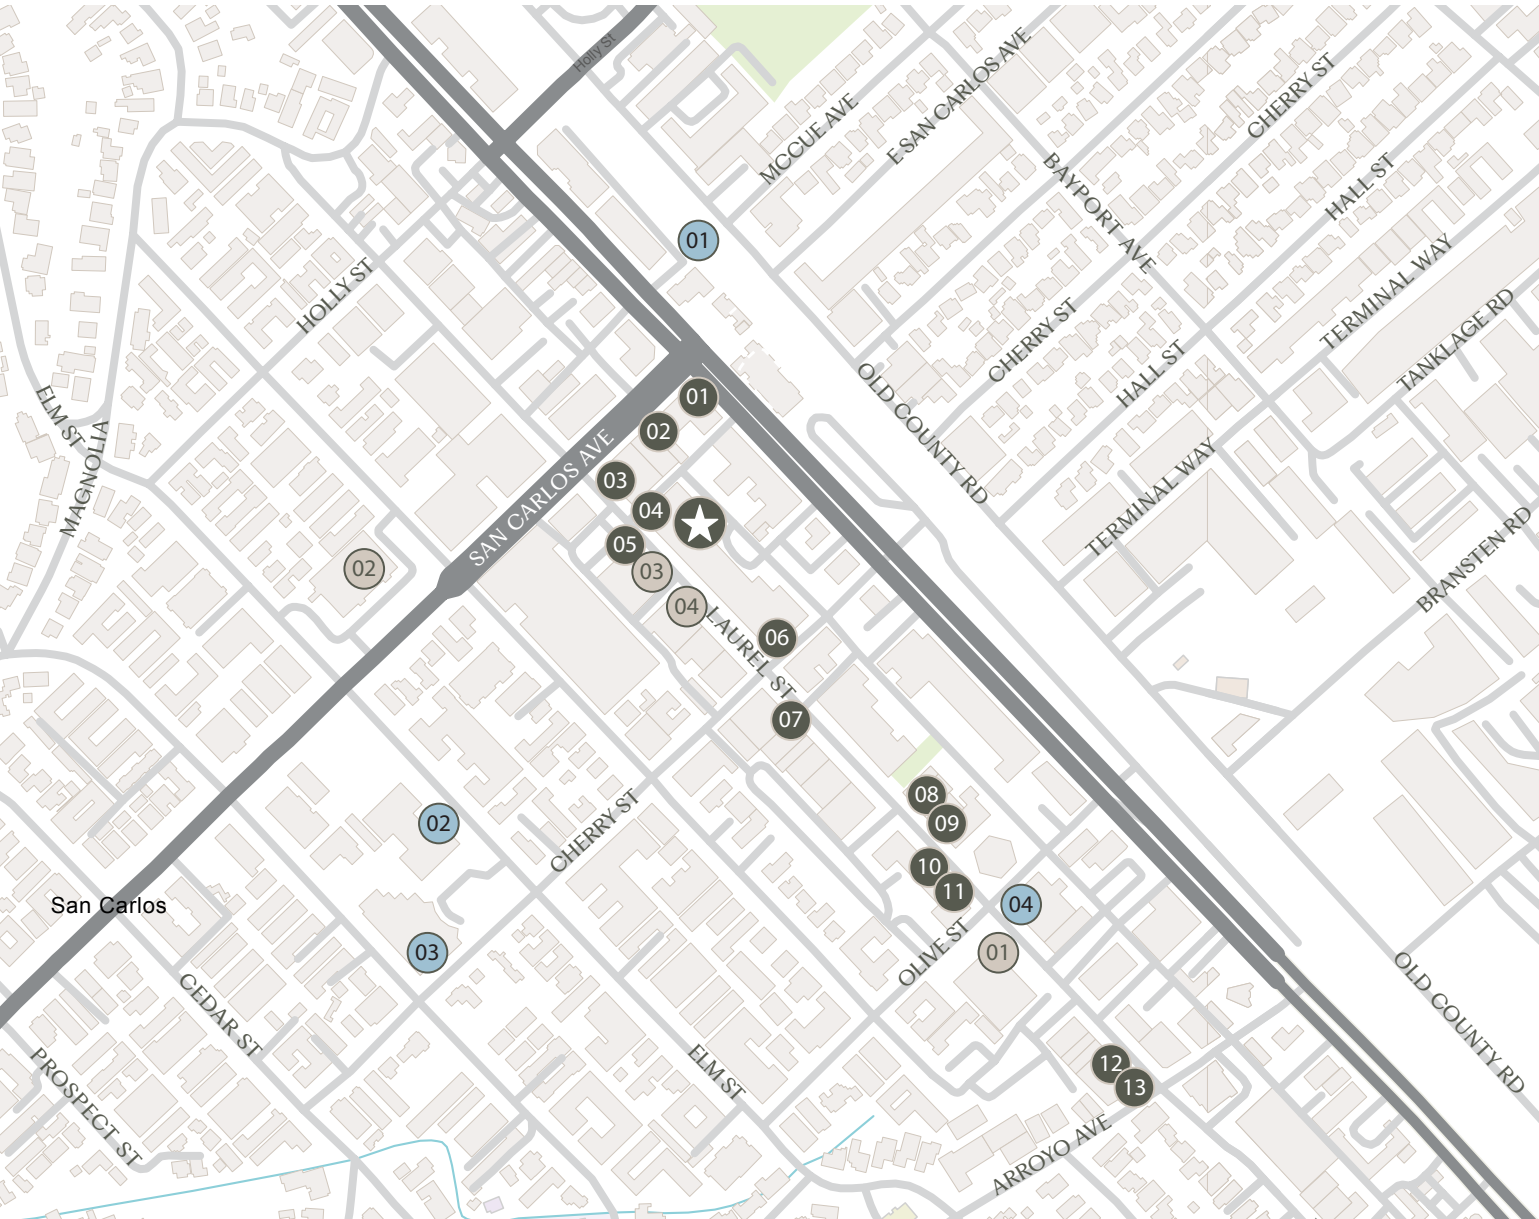 Holly St
MCCUE AVE
E SAN CARLOS AVE
CHERRY ST
HALL ST
BAYPORT AVE
TERMINAL WAY
TANKLAGE RD
01
HOLLY ST
CHERRY ST
HALL ST
OLD COUNTY RD
ELM ST
MAGNOLIA
SAN CARLOS AVE
01
02
03
04
05
02
03
04
TERMINAL WAY
BRANSTEN RD
LAUREL ST
06
07
02
CHERRY ST
08
09
10
11
San Carlos
03
04
01
OLIVE ST
OLD COUNTY RD
CEDAR ST
PROSPECT ST
ELM ST
12
13
ARROYO AVE